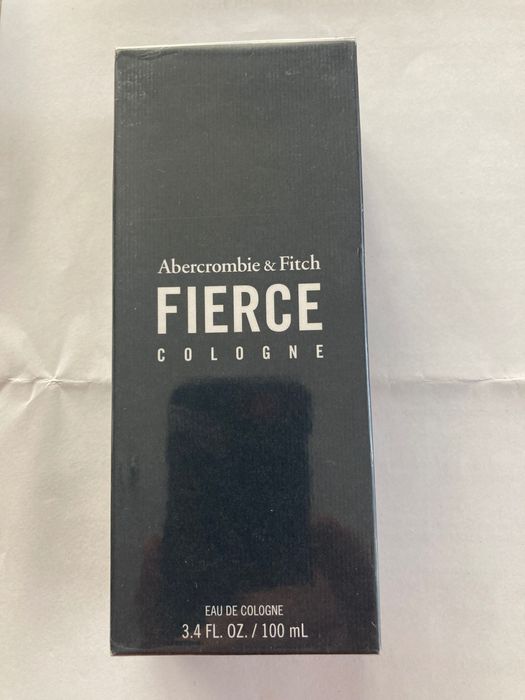 Abercrombie & Fitch
FIERCE
COLOGNE
EAU DE COLOGNE
3.4 FL. OZ. / 100 mL